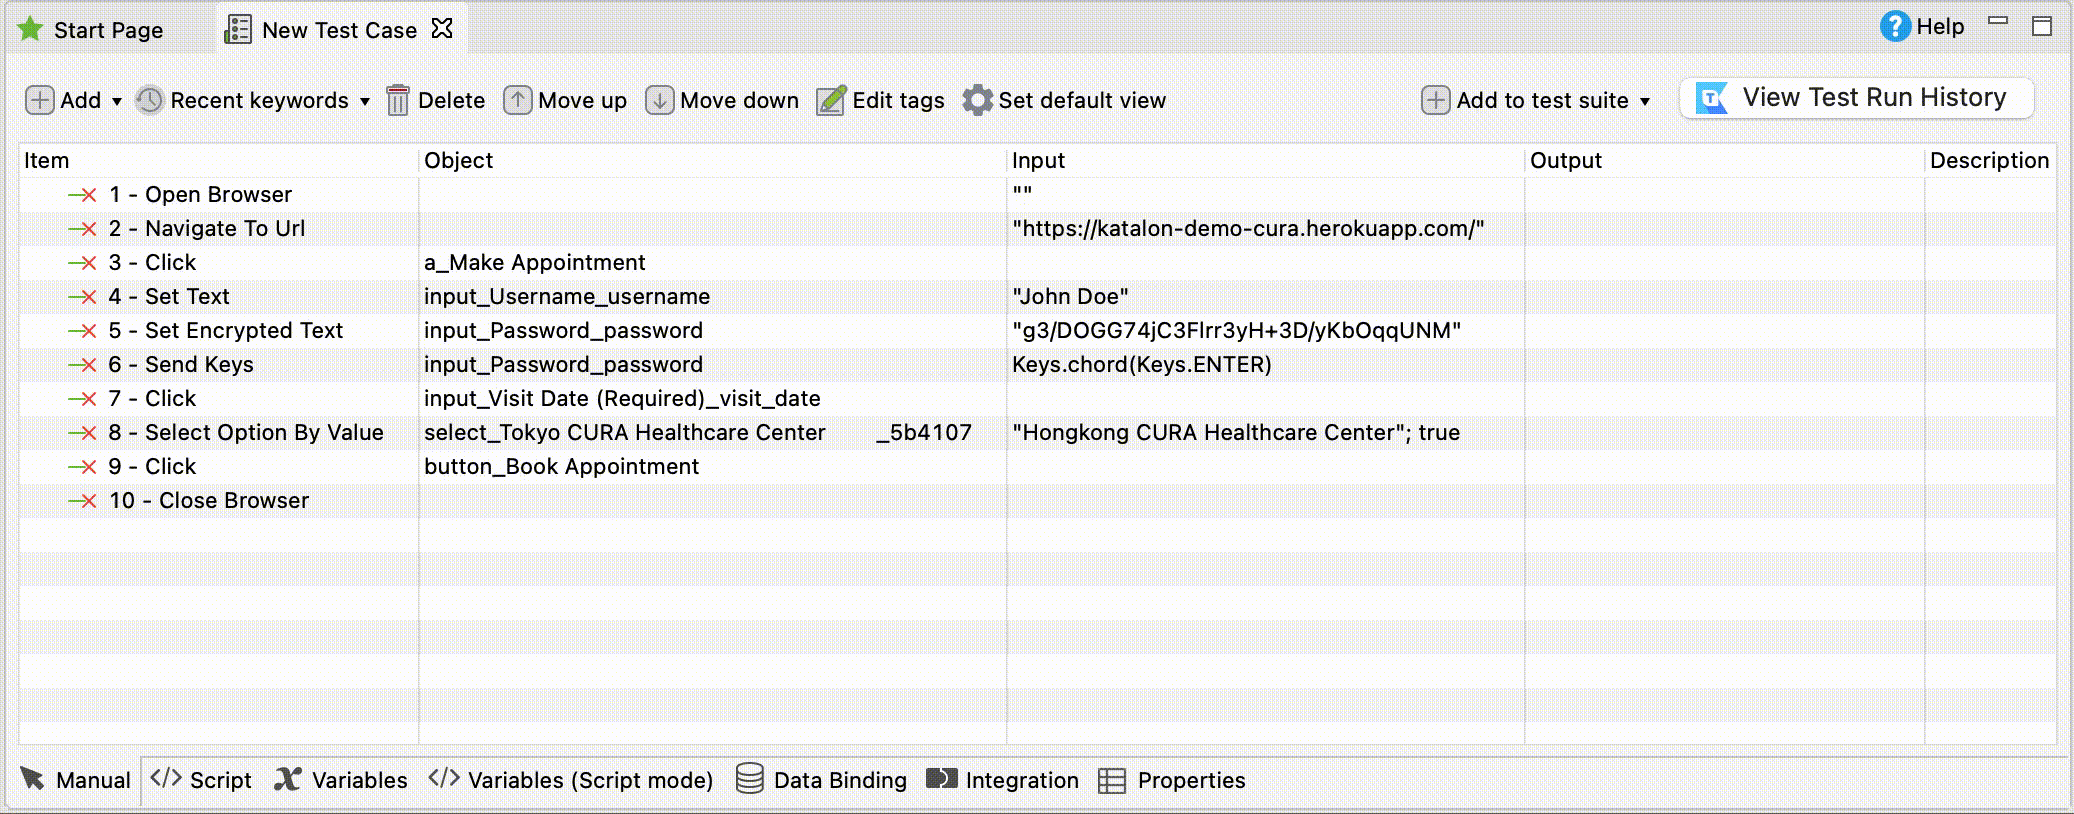 Start Page New Test Case Help
Add Recent keywords Delete Move up Move down Edit tags Set default view Add to test suite View Test Run History
Item Object Input Output Description
1 - Open Browser ""
2 - Navigate To Url "https://katalon-demo-cura.herokuapp.com/"
3 - Click a_Make Appointment
4 - Set Text input_Username_username "John Doe"
5 - Set Encrypted Text input_Password_password "g3/DOGG74jC3Flrr3yH+3D/yKbOqqUNM"
6 - Send Keys input_Password_password Keys.chord(Keys.ENTER)
7 - Click input_Visit Date (Required)_visit_date
8 - Select Option By Value select_Tokyo CURA Healthcare Center _5b4107 "Hongkong CURA Healthcare Center"; true
9 - Click button_Book Appointment
10 - Close Browser
Manual Script Variables Variables (Script mode) Data Binding Integration Properties